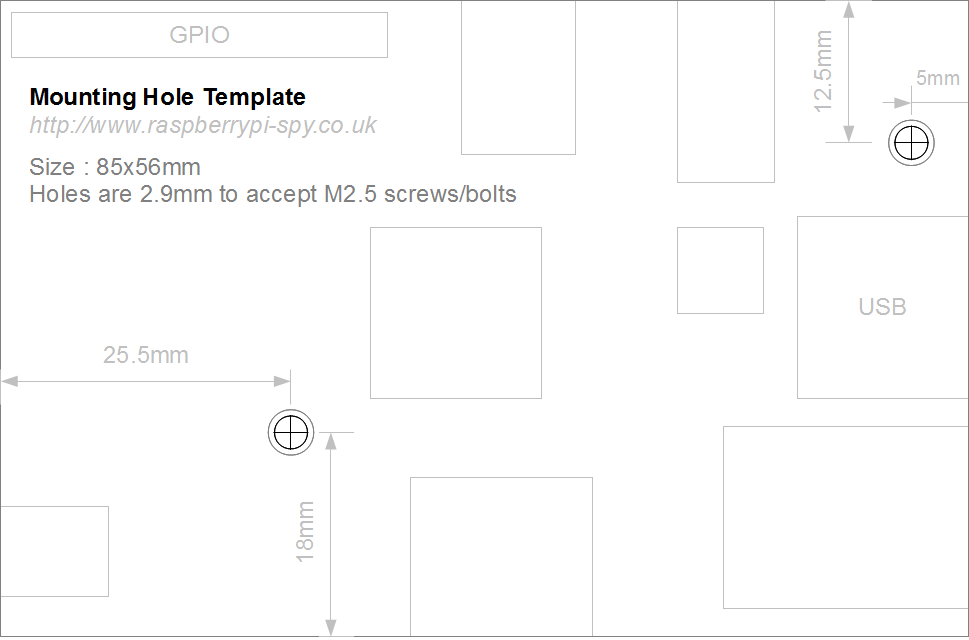 GPIO
Mounting Hole Template
http://www.raspberrypi-spy.co.uk
Size : 85x56mm
Holes are 2.9mm to accept M2.5 screws/bolts
12.5mm
5mm
USB
25.5mm
18mm